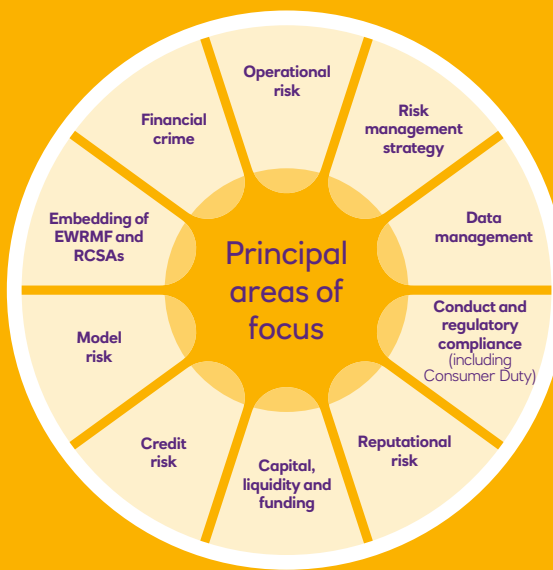 Principal
areas of
focus
Operational
risk
Risk
management
strategy
Data
management
Conduct and
regulatory
compliance
(including
Consumer Duty)
Reputational
risk
Capital,
liquidity and
funding
Credit
risk
Model
risk
Embedding of
EWRMF and
RCSAs
Financial
crime